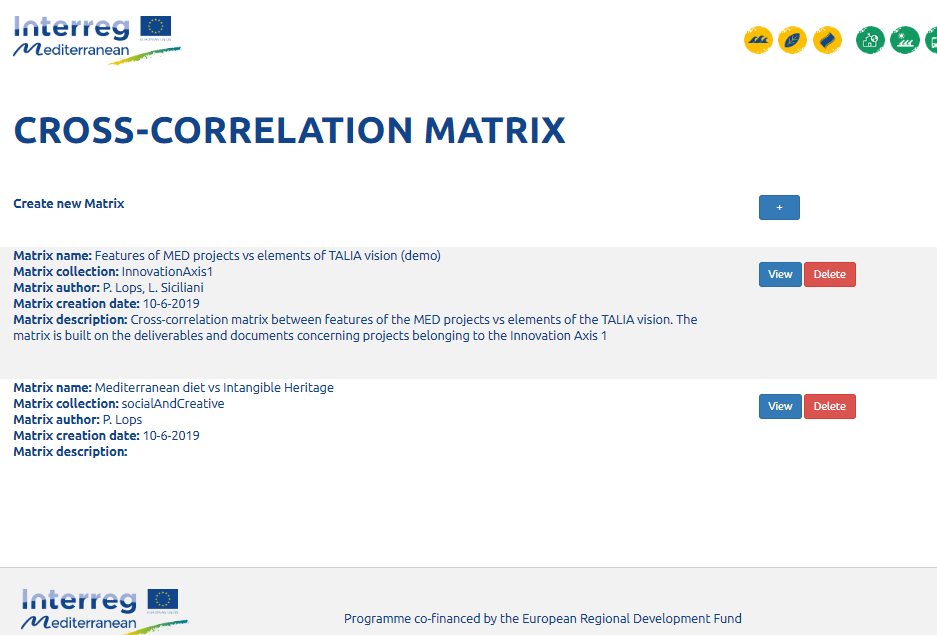 Interreg
Mediterranean
CROSS-CORRELATION MATRIX
Create new Matrix
+
Matrix name: Features of MED projects vs elements of TALIA vision (demo)
Matrix collection: InnovationAxis1
Matrix author: P. Lops, L. Siciliani
Matrix creation date: 10-6-2019
Matrix description: Cross-correlation matrix between features of the MED projects vs elements of the TALIA vision. The
matrix is built on the deliverables and documents concerning projects belonging to the Innovation Axis 1
View Delete
Matrix name: Mediterranean diet vs Intangible Heritage
Matrix collection: socialAndCreative
Matrix author: P. Lops
Matrix creation date: 10-6-2019
Matrix description:
View Delete
Interreg
Mediterranean
Programme co-financed by the European Regional Development Fund